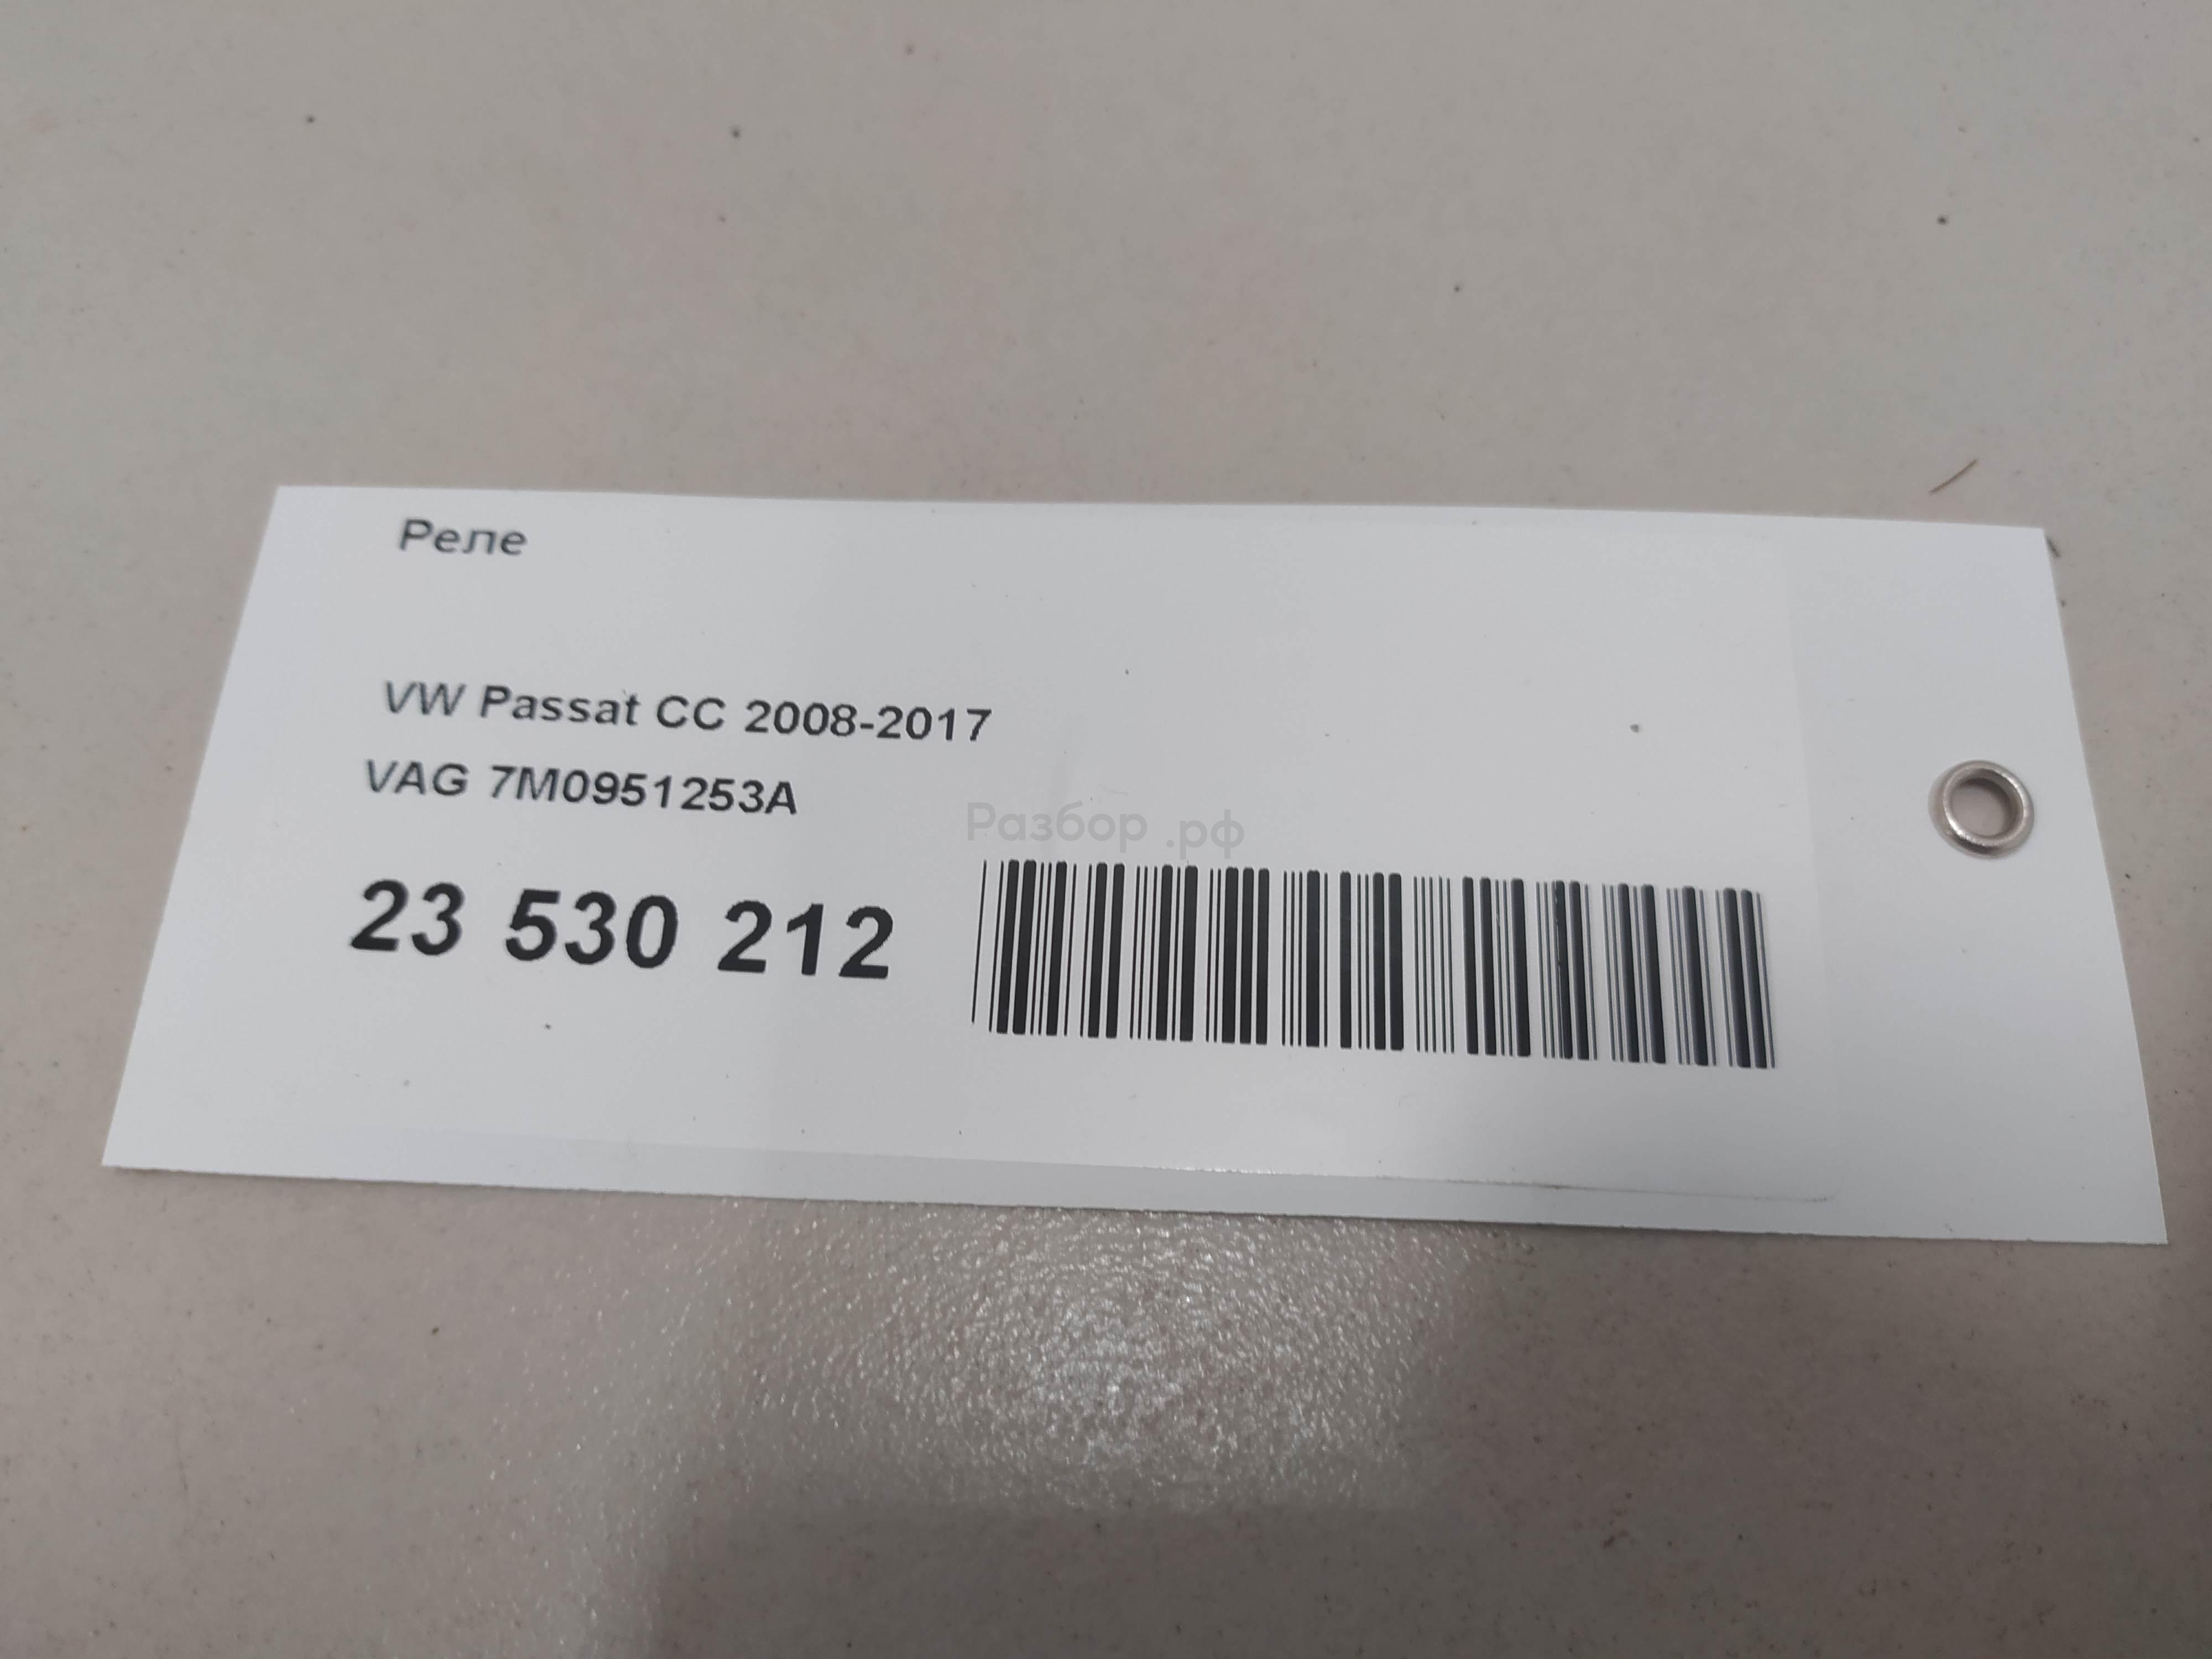 Реле
VW Passat CC 2008-2017
VAG 7M0951253A
Разбор .рф
23 530 212